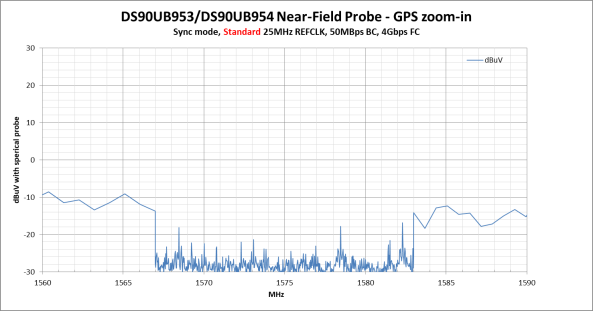 DS90UB953/DS90UB954 Near-Field Probe - GPS zoom-in
Sync mode, Standard 25MHz REFCLK, 50MBps BC, 4Gbps FC
30
20
10
0
-10
-20
-30
dBuV with sperical probe
dBuV
1560
1565
1570
1575
1580
1585
1590
MHz